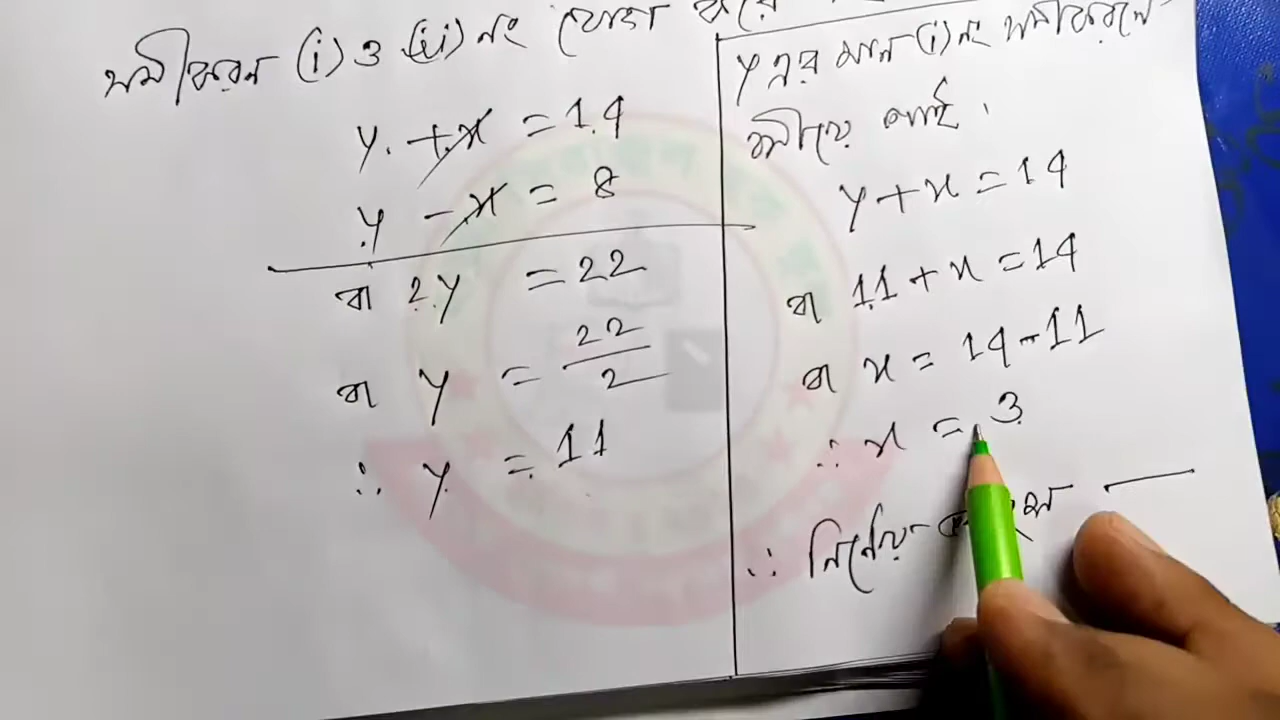 সমীকরণ (i) ও (ii) নং যোগ করে
y + x = 14
y - x = 8
বা 2y = 22
বা y = 22/2
∴ y = 11
y এর মান (i) নং সমীকরণে
বসিয়ে পাই,
y + x = 14
বা 11 + x = 14
বা x = 14 - 11
∴ x = 3
∴ নির্ণেয়